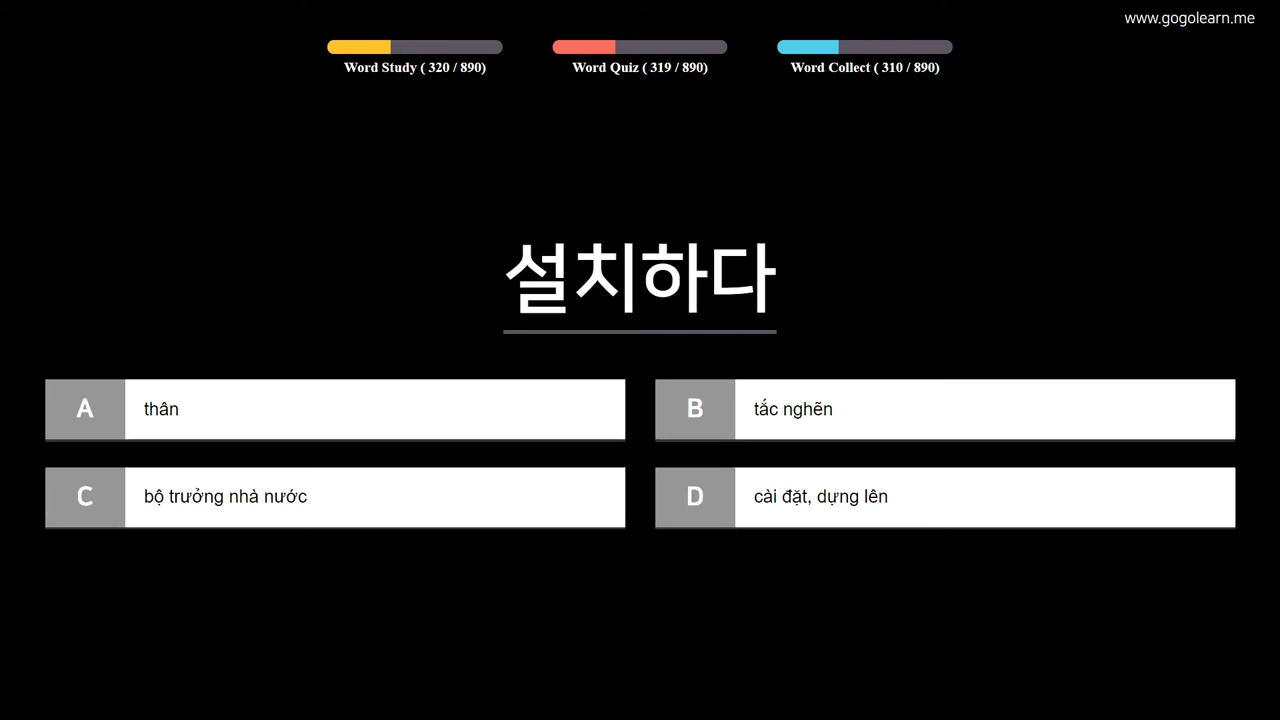 www.gogolearn.me
Word Study ( 320 / 890)
Word Quiz ( 319 / 890)
Word Collect ( 310 / 890)
설치하다
A thân
B tắc nghẽn
C bộ trưởng nhà nước
D cài đặt, dựng lên